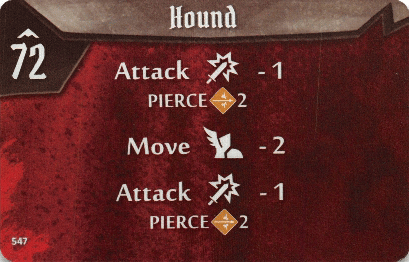 Hound
72
Attack - 1
PIERCE 2
Move - 2
Attack - 1
PIERCE 2
547